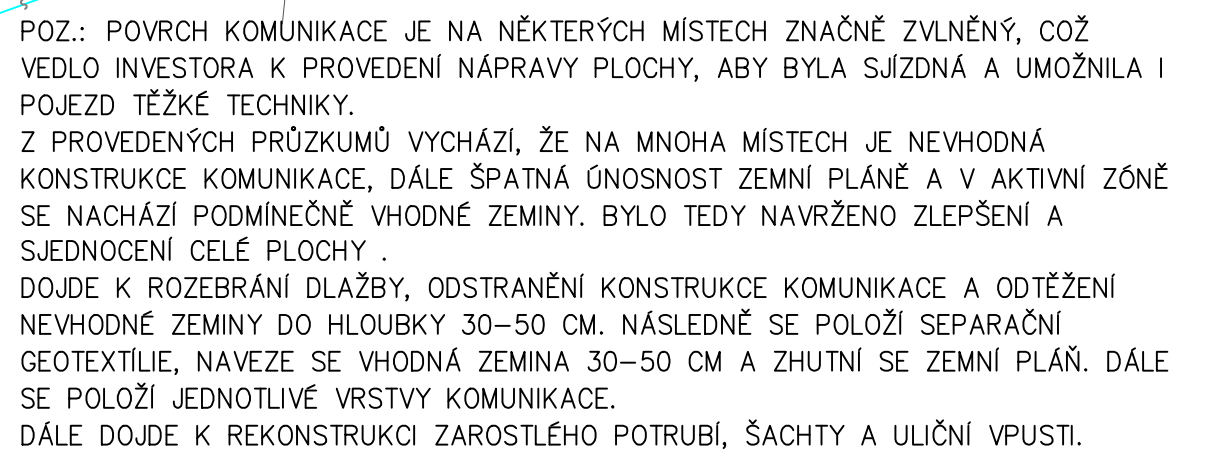 POZ.: POVRCH KOMUNIKACE JE NA NĚKTERÝCH MÍSTECH ZNAČNĚ ZVLNĚNÝ, COŽ
VEDLO INVESTORA K PROVEDENÍ NÁPRAVY PLOCHY, ABY BYLA SJÍZDNÁ A UMOŽNILA I
POJEZD TĚŽKÉ TECHNIKY.
Z PROVEDENÝCH PRŮZKUMŮ VYCHÁZÍ, ŽE NA MNOHA MÍSTECH JE NEVHODNÁ
KONSTRUKCE KOMUNIKACE, DÁLE ŠPATNÁ ÚNOSNOST ZEMNÍ PLÁNĚ A V AKTIVNÍ ZÓNĚ
SE NACHÁZÍ PODMÍNEČNĚ VHODNÉ ZEMINY. BYLO TEDY NAVRŽENO ZLEPŠENÍ A
SJEDNOCENÍ CELÉ PLOCHY .
DOJDE K ROZEBRÁNÍ DLAŽBY, ODSTRANĚNÍ KONSTRUKCE KOMUNIKACE A ODTĚŽENÍ
NEVHODNÉ ZEMINY DO HLOUBKY 30–50 CM. NÁSLEDNĚ SE POLOŽÍ SEPARAČNÍ
GEOTEXTÍLIE, NAVEZE SE VHODNÁ ZEMINA 30–50 CM A ZHUTNÍ SE ZEMNÍ PLÁŇ. DÁLE
SE POLOŽÍ JEDNOTLIVÉ VRSTVY KOMUNIKACE.
DÁLE DOJDE K REKONSTRUKCI ZAROSTLÉHO POTRUBÍ, ŠACHTY A ULIČNÍ VPUSTI.